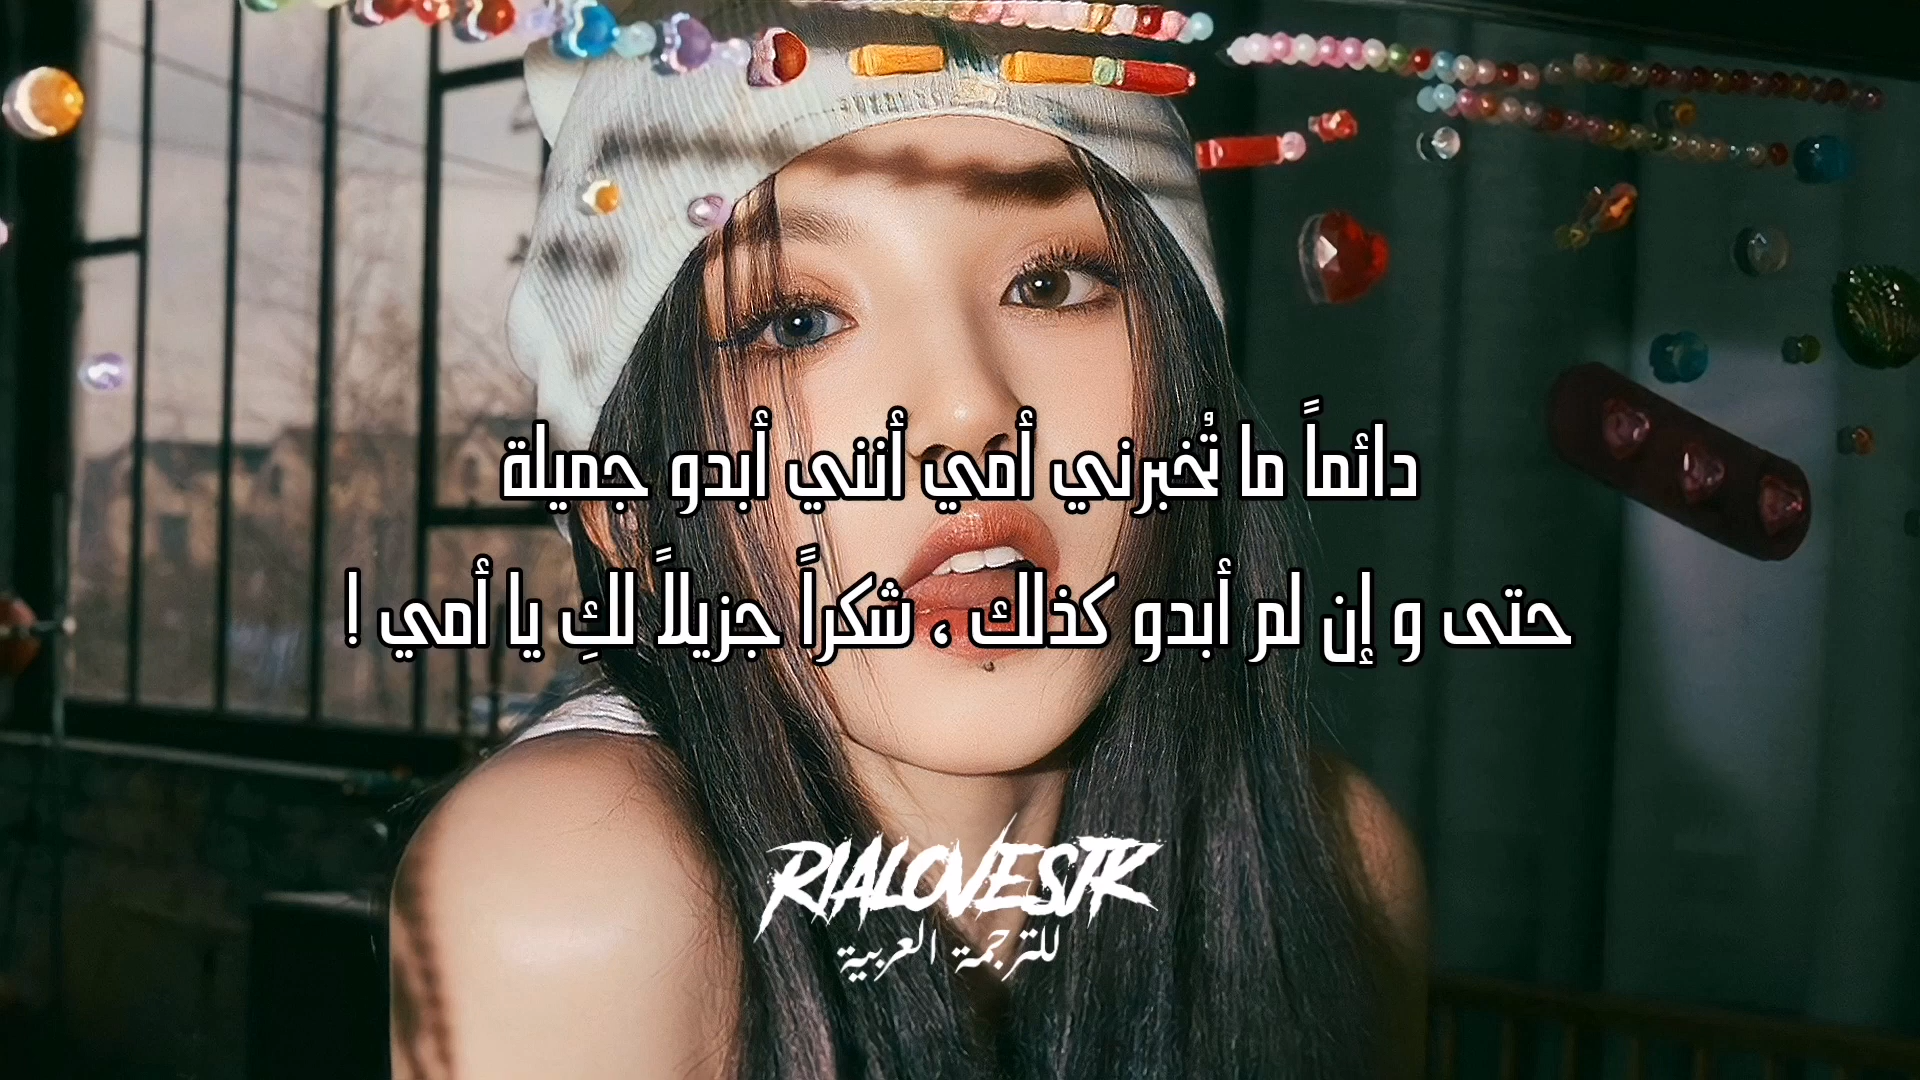 دائماً ما تُخبرني أمي أنني أبدو جميلة
حتى و إن لم أبدو كذلك ، شكراً جزيلاً لكِ يا أمي !
RIALOVESJK
للترجمة العربية